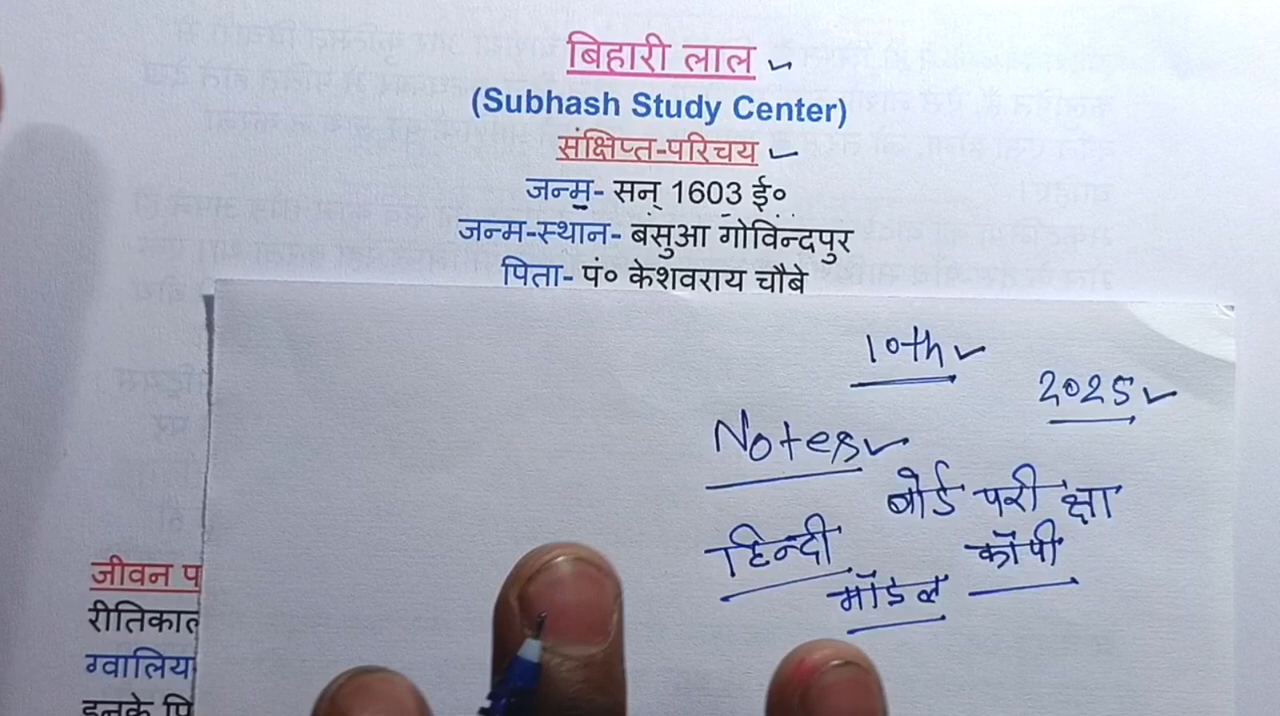 बिहारी लाल
(Subhash Study Center)
संक्षिप्त-परिचय
जन्म- सन् 1603 ई०
जन्म-स्थान- बंसुआ गोविन्दपुर
पिता- पं० केशवराय चौबे
10th
2025
Notes
बोर्ड परीक्षा
हिन्दी
कॉपी
मॉडल
जीवन